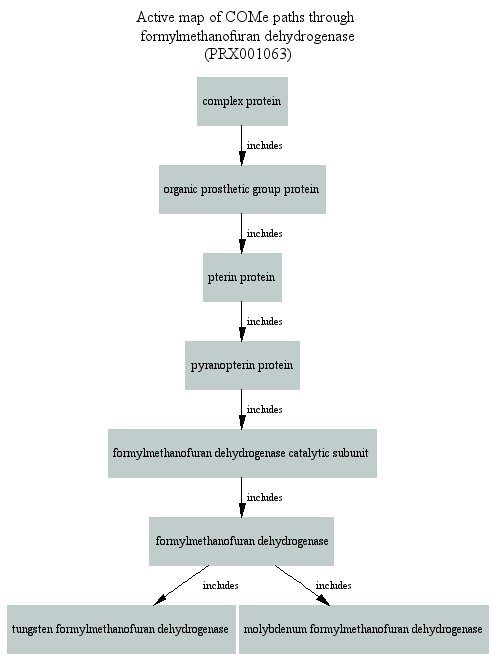 Active map of COMe paths through
formylmethanofuran dehydrogenase
(PRX001063)
complex protein
includes
organic prosthetic group protein
includes
pterin protein
includes
pyranopterin protein
includes
formylmethanofuran dehydrogenase catalytic subunit
includes
formylmethanofuran dehydrogenase
includes
includes
tungsten formylmethanofuran dehydrogenase
molybdenum formylmethanofuran dehydrogenase